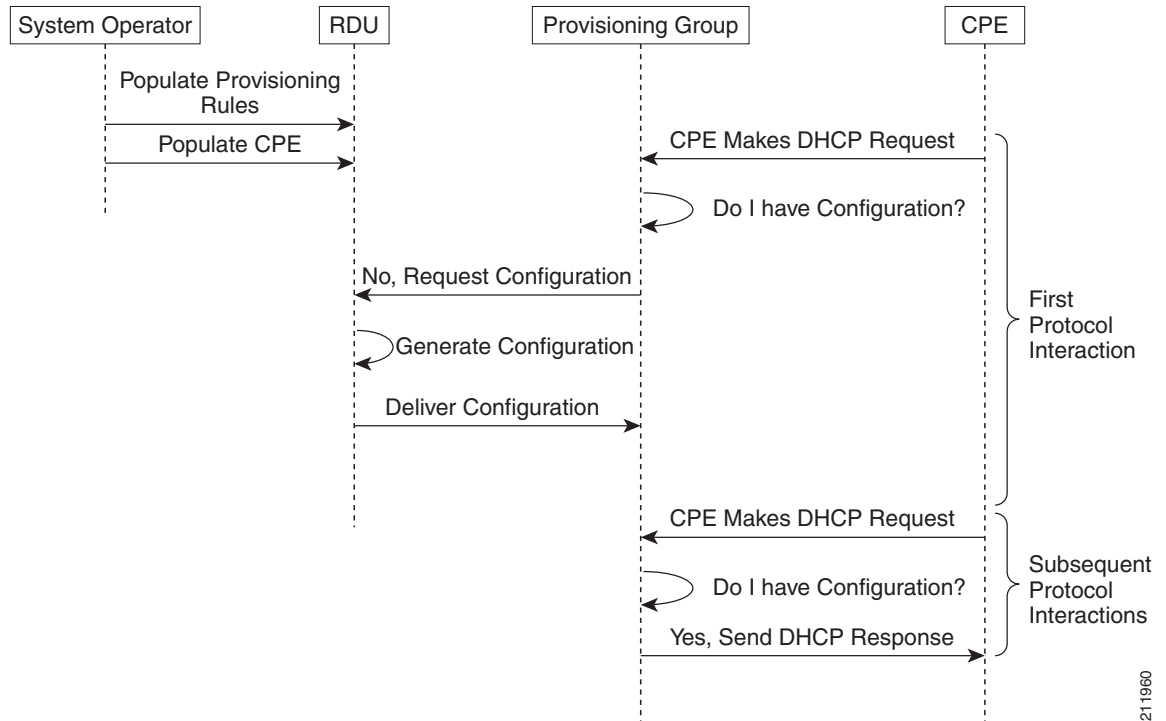 System Operator
RDU
Provisioning Group
CPE
Populate Provisioning
Rules
Populate CPE
CPE Makes DHCP Request
Do I have Configuration?
No, Request Configuration
Generate Configuration
Deliver Configuration
First
Protocol
Interaction
CPE Makes DHCP Request
Do I have Configuration?
Yes, Send DHCP Response
Subsequent
Protocol
Interactions
211960